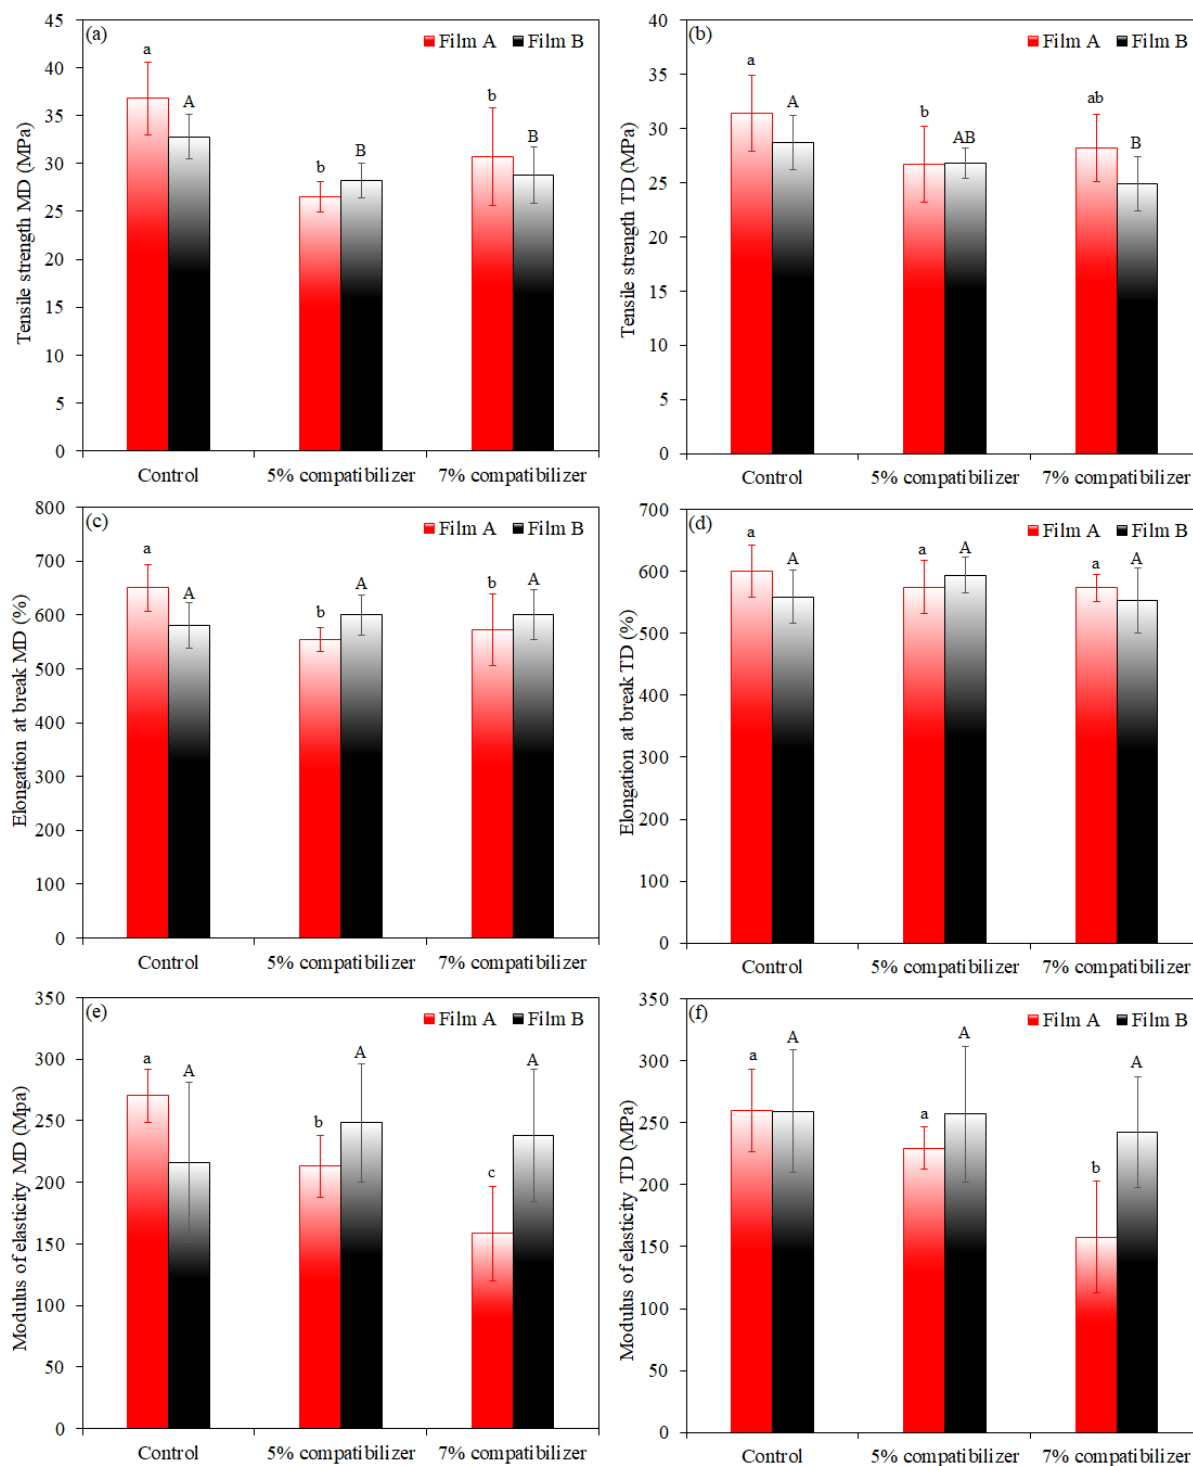 (a)
Film A
Film B
Tensile strength MD (MPa)
45
40
35
30
25
20
15
10
5
0
a
A
b
B
b
B
Control
5% compatibilizer
7% compatibilizer
(b)
Film A
Film B
Tensile strength TD (MPa)
40
35
30
25
20
15
10
5
0
a
A
b
AB
ab
B
Control
5% compatibilizer
7% compatibilizer
(c)
Film A
Film B
Elongation at break MD (%)
800
700
600
500
400
300
200
100
0
a
A
b
A
b
A
Control
5% compatibilizer
7% compatibilizer
(d)
Film A
Film B
Elongation at break TD (%)
700
600
500
400
300
200
100
0
a
A
a
A
a
A
Control
5% compatibilizer
7% compatibilizer
(e)
Film A
Film B
Modulus of elasticity MD (Mpa)
350
300
250
200
150
100
50
0
a
A
b
A
c
A
Control
5% compatibilizer
7% compatibilizer
(f)
Film A
Film B
Modulus of elasticity TD (MPa)
350
300
250
200
150
100
50
0
a
A
a
A
b
A
Control
5% compatibilizer
7% compatibilizer